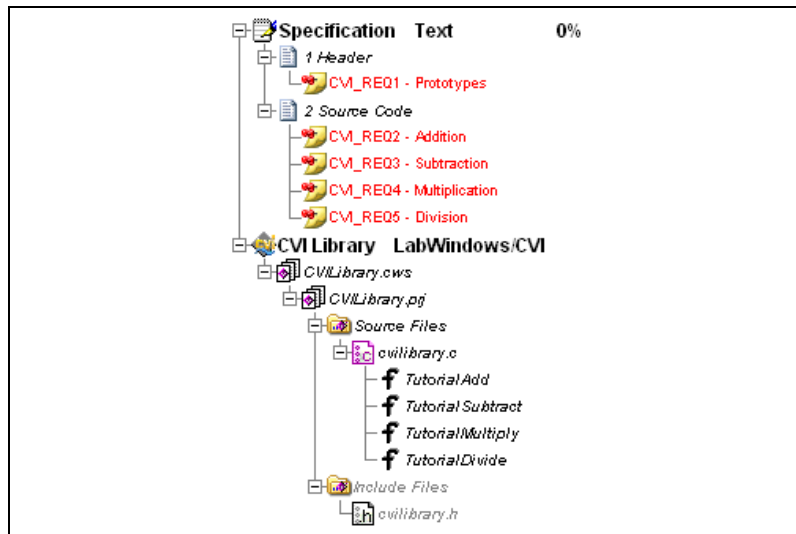 Specification Text 0%
1 Header
CVI_REQ1 - Prototypes
2 Source Code
CVI_REQ2 - Addition
CVI_REQ3 - Subtraction
CVI_REQ4 - Multiplication
CVI_REQ5 - Division
CVI Library LabWindows/CVI
CVILibrary.cws
CVILibrary.prj
Source Files
cvilibrary.c
TutorialAdd
TutorialSubtract
TutorialMultiply
TutorialDivide
Include Files
cvilibrary.h